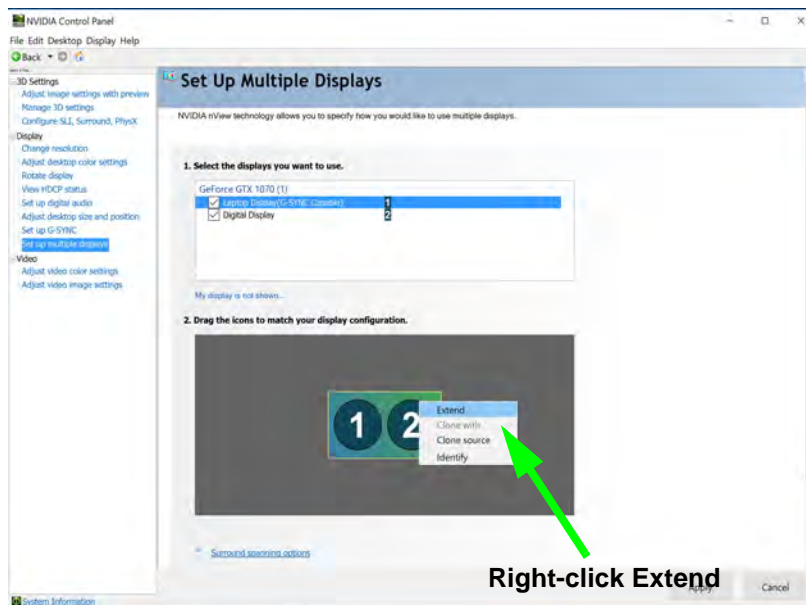 NVIDIA Control Panel
File Edit Desktop Display Help
Back
3D Settings
Adjust image settings with preview
Manage 3D settings
Configure SLI, Surround, PhysX
Display
Change resolution
Adjust desktop color settings
Rotate display
View HDCP status
Set up digital audio
Adjust desktop size and position
Set up G-SYNC
Set up multiple displays
Video
Adjust video color settings
Adjust video image settings
System Information
Set Up Multiple Displays
NVIDIA nView technology allows you to specify how you would like to use multiple displays.
1. Select the displays you want to use.
GeForce GTX 1070 (1)
Laptop Display(G-SYNC Capable) 1
Digital Display 2
My display is not shown...
2. Drag the icons to match your display configuration.
1 2
Extend
Clone with
Clone source
Identify
Surround spanning options
Right-click Extend
Apply
Cancel